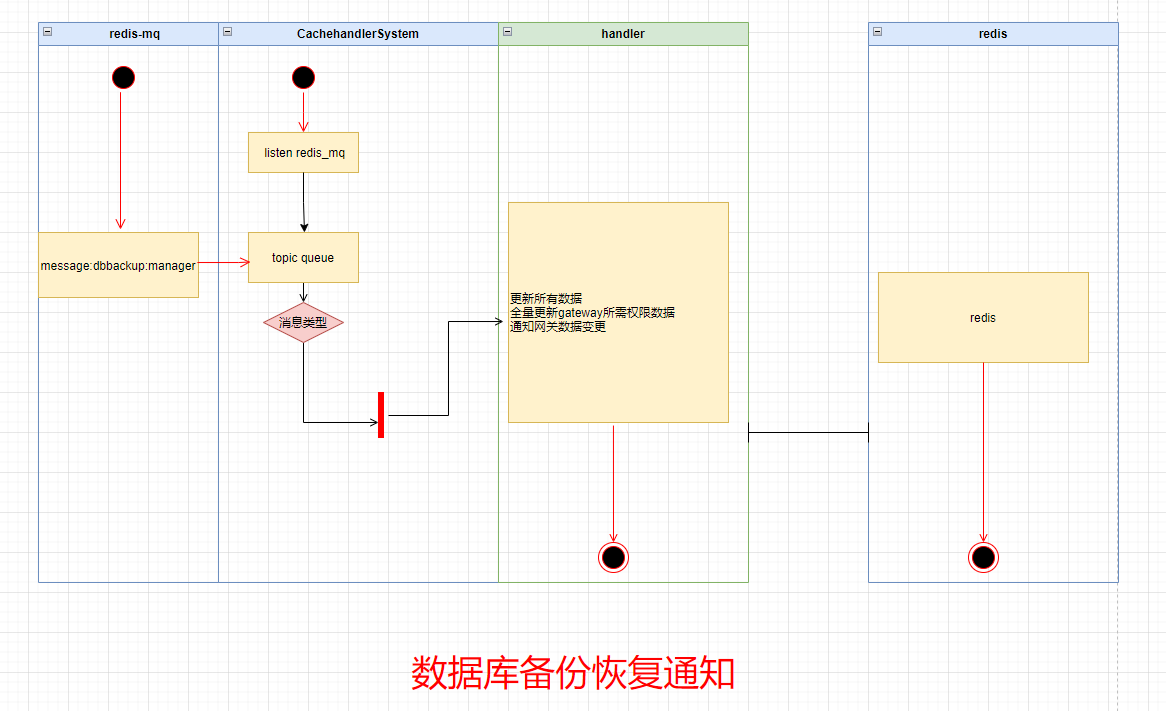 redis-mq
CachehandlerSystem
handler
redis
listen redis_mq
message:dbbackup:manager
topic queue
消息类型
更新所有数据
全量更新gateway所需权限数据
通知网关数据变更
redis
数据库备份恢复通知